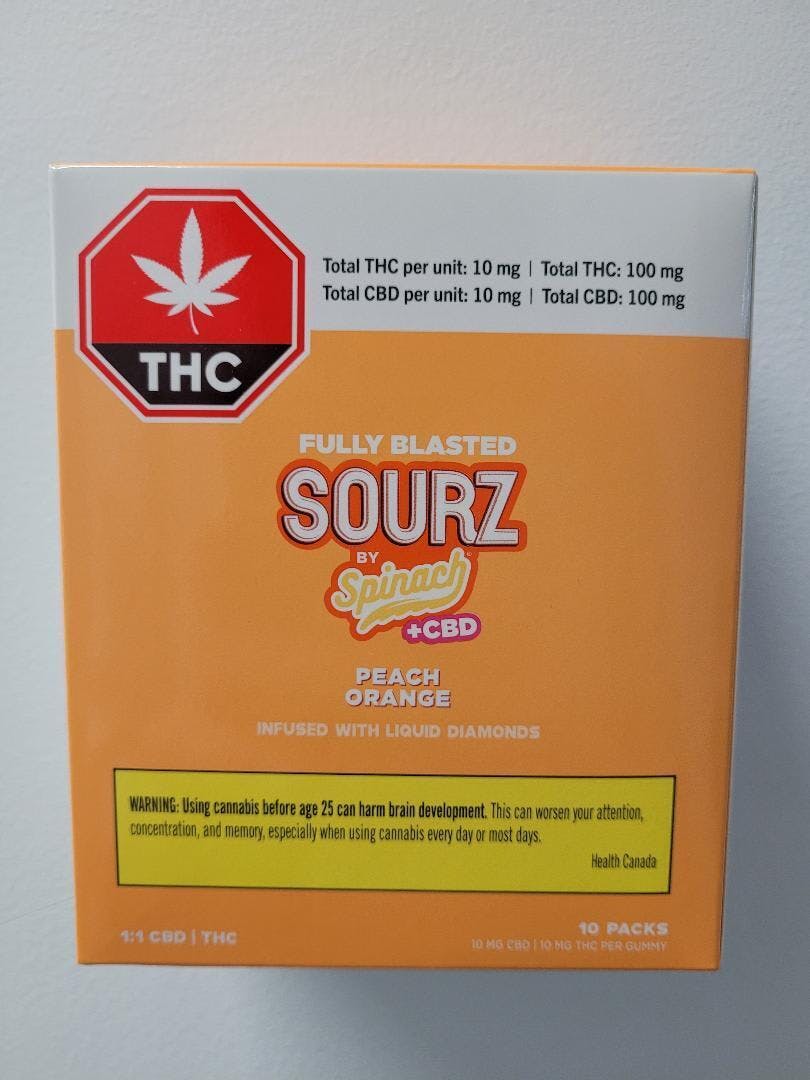 Total THC per unit: 10 mg | Total THC: 100 mg
Total CBD per unit: 10 mg | Total CBD: 100 mg
THC
FULLY BLASTED
SOURZ
BY
Spinach
+CBD
PEACH
ORANGE
INFUSED WITH LIQUID DIAMONDS
WARNING: Using cannabis before age 25 can harm brain development. This can worsen your attention,
concentration, and memory, especially when using cannabis every day or most days.
Health Canada
1:1 CBD | THC
10 PACKS
10 MG CBD | 10 MG THC PER GUMMY